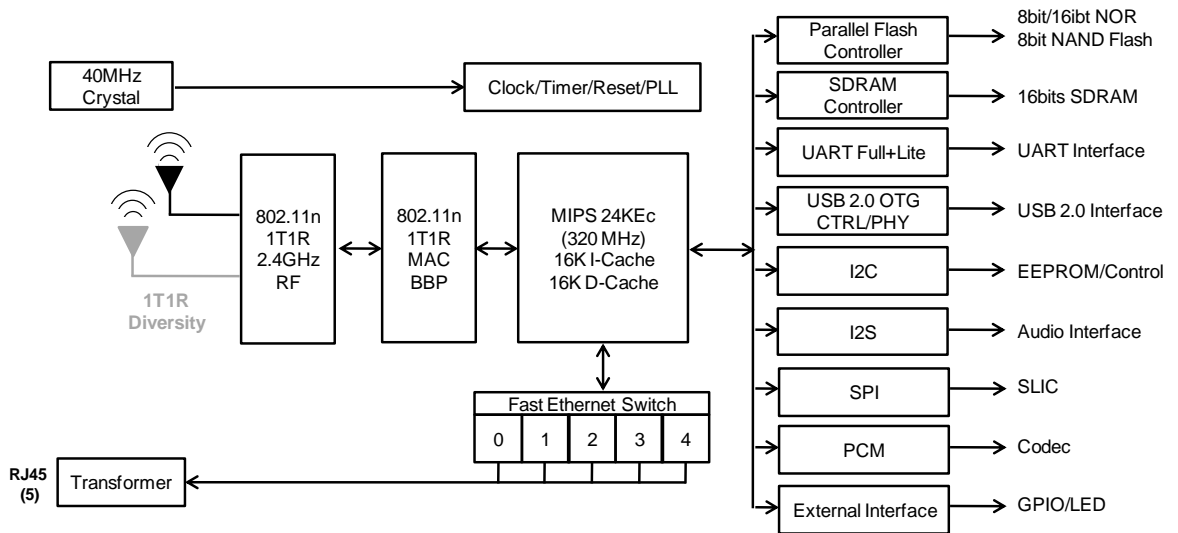 40MHz
Crystal
Clock/Timer/Reset/PLL
1T1R
Diversity
802.11n
1T1R
2.4GHz
RF
802.11n
1T1R
MAC
BBP
MIPS 24KEc
(320 MHz)
16K I-Cache
16K D-Cache
Fast Ethernet Switch
0 1 2 3 4
RJ45
(5)
Transformer
Parallel Flash
Controller
8bit/16ibt NOR
8bit NAND Flash
SDRAM
Controller
16bits SDRAM
UART Full+Lite
UART Interface
USB 2.0 OTG
CTRL/PHY
USB 2.0 Interface
I2C
EEPROM/Control
I2S
Audio Interface
SPI
SLIC
PCM
Codec
External Interface
GPIO/LED